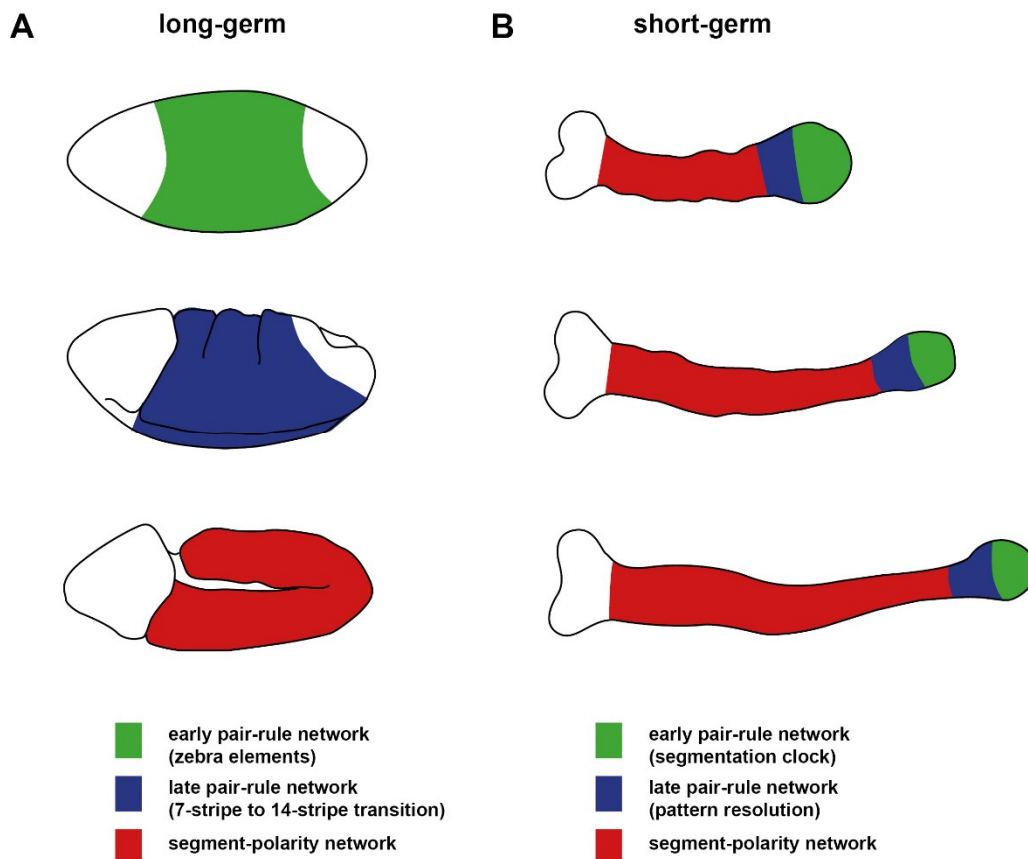 A
long-germ
early pair-rule network
(zebra elements)
late pair-rule network
(7-stripe to 14-stripe transition)
segment-polarity network
B
short-germ
early pair-rule network
(segmentation clock)
late pair-rule network
(pattern resolution)
segment-polarity network